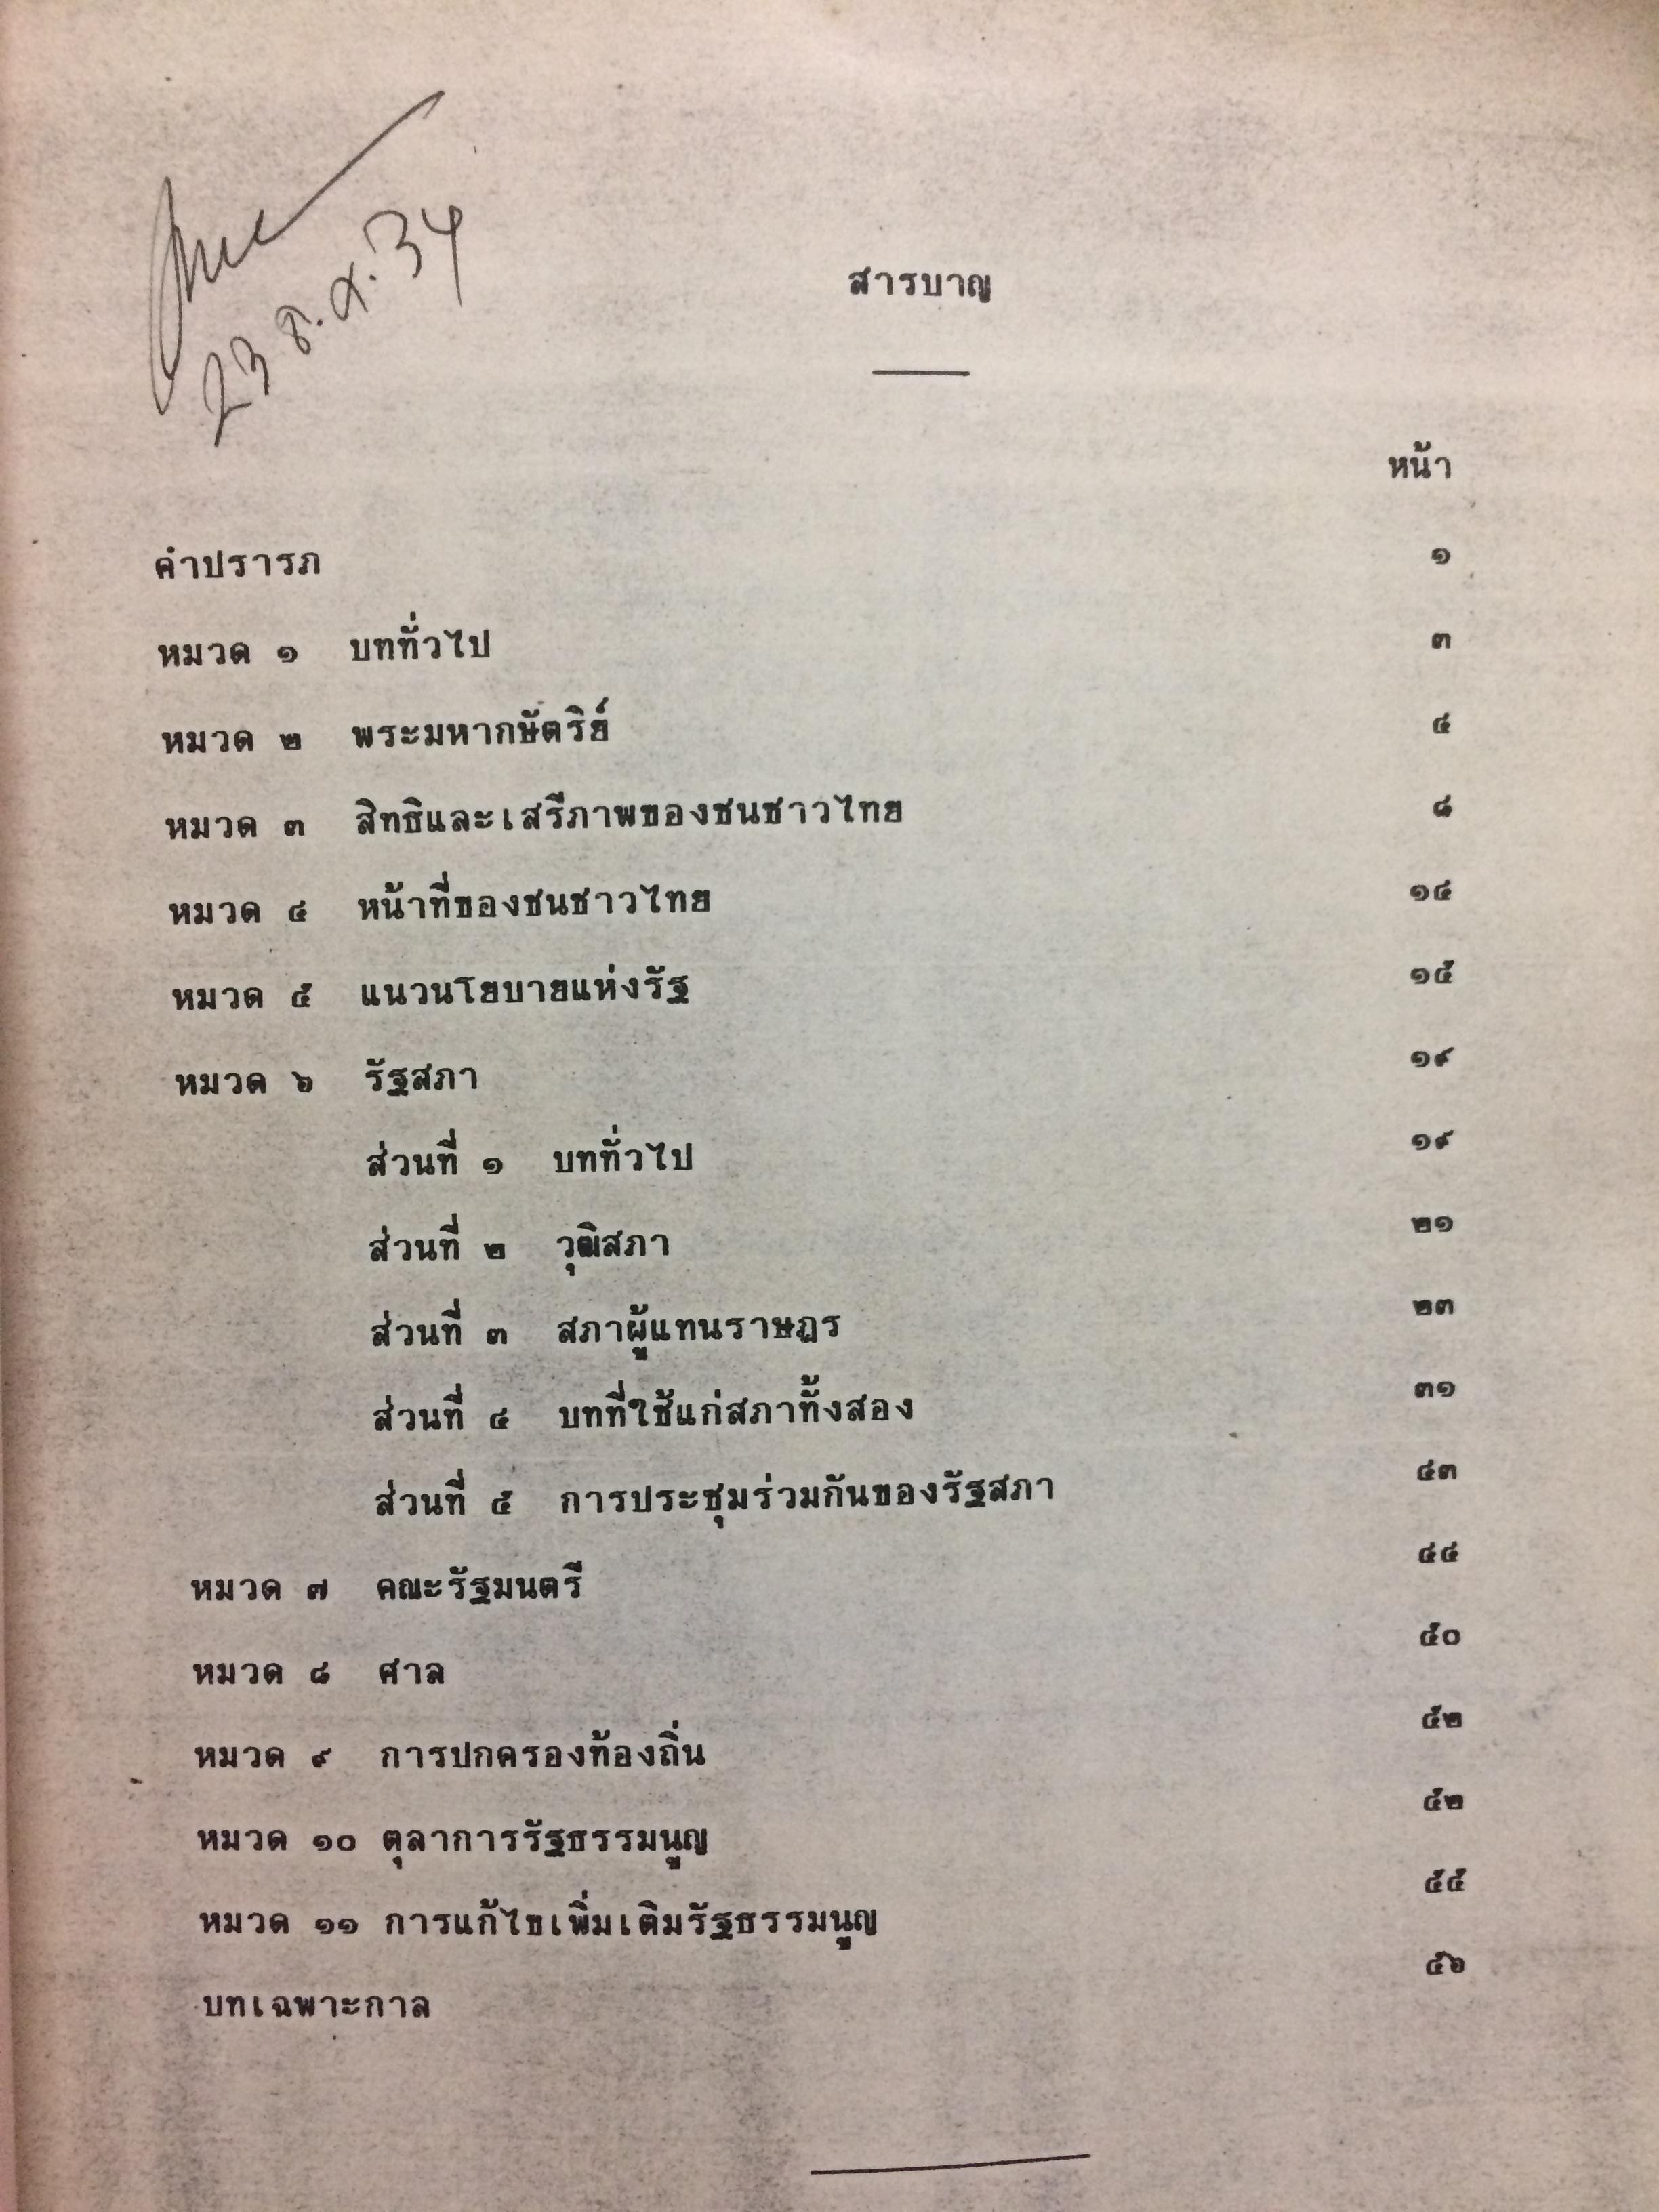 23 ธ.ค. 34
สารบาญ
หน้า
คำปรารภ ๑
หมวด ๑ บททั่วไป ๓
หมวด ๒ พระมหากษัตริย์ ๔
หมวด ๓ สิทธิและเสรีภาพของชนชาวไทย ๘
หมวด ๔ หน้าที่ของชนชาวไทย ๑๔
หมวด ๕ แนวนโยบายแห่งรัฐ ๑๕
หมวด ๖ รัฐสภา ๑๙
ส่วนที่ ๑ บททั่วไป ๑๙
ส่วนที่ ๒ วุฒิสภา ๒๑
ส่วนที่ ๓ สภาผู้แทนราษฎร ๒๓
ส่วนที่ ๔ บทที่ใช้แก่สภาทั้งสอง ๓๑
ส่วนที่ ๕ การประชุมร่วมกันของรัฐสภา ๔๓
หมวด ๗ คณะรัฐมนตรี ๔๔
หมวด ๘ ศาล ๕๐
หมวด ๙ การปกครองท้องถิ่น ๕๒
หมวด ๑๐ ตุลาการรัฐธรรมนูญ ๕๒
หมวด ๑๑ การแก้ไขเพิ่มเติมรัฐธรรมนูญ ๕๕
บทเฉพาะกาล ๕๖